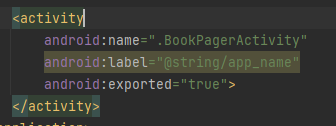 <activity
android:name=".BookPagerActivity"
android:label="@string/app_name"
android:exported="true">
</activity>